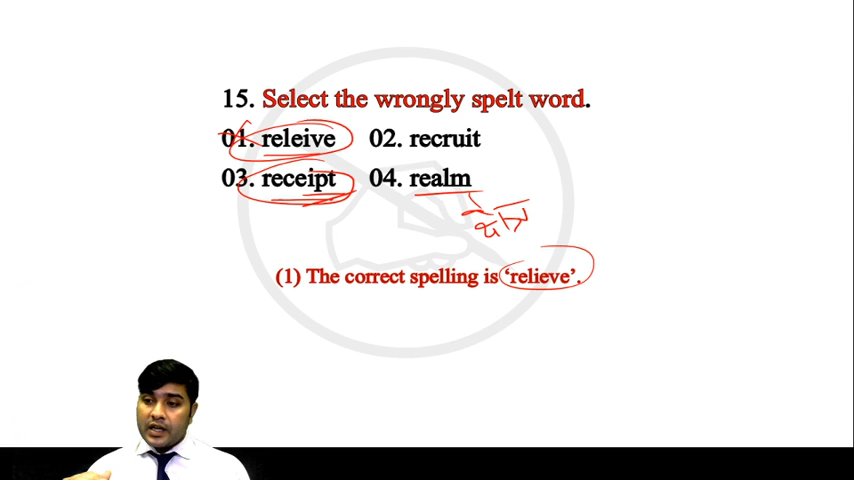 15. Select the wrongly spelt word.
01. releive 02. recruit
03. receipt 04. realm
(1) The correct spelling is ‘relieve’.